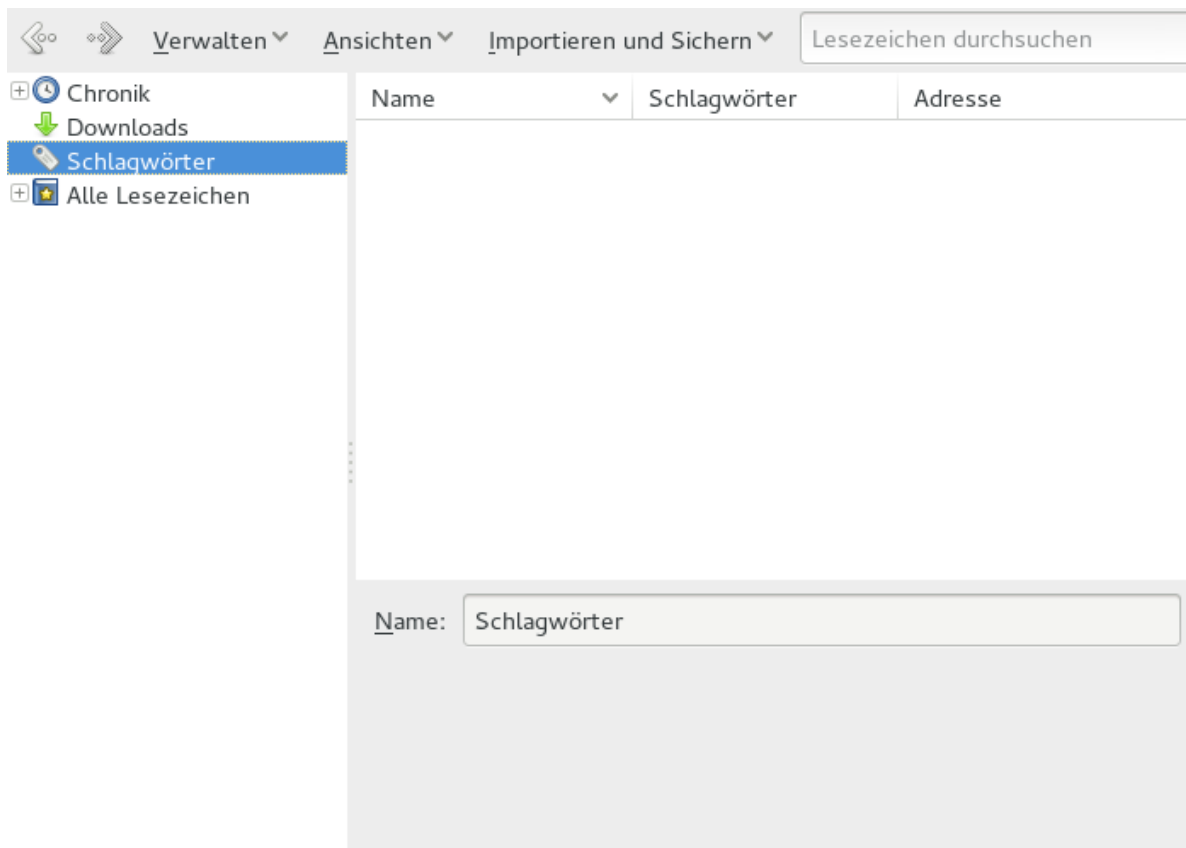 Verwalten Ansichten Importieren und Sichern Lesezeichen durchsuchen
Chronik
Downloads
Schlagwörter
Alle Lesezeichen
Name Schlagwörter Adresse
Name: Schlagwörter